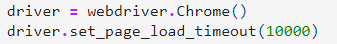 driver = webdriver.Chrome()
driver.set_page_load_timeout(10000)